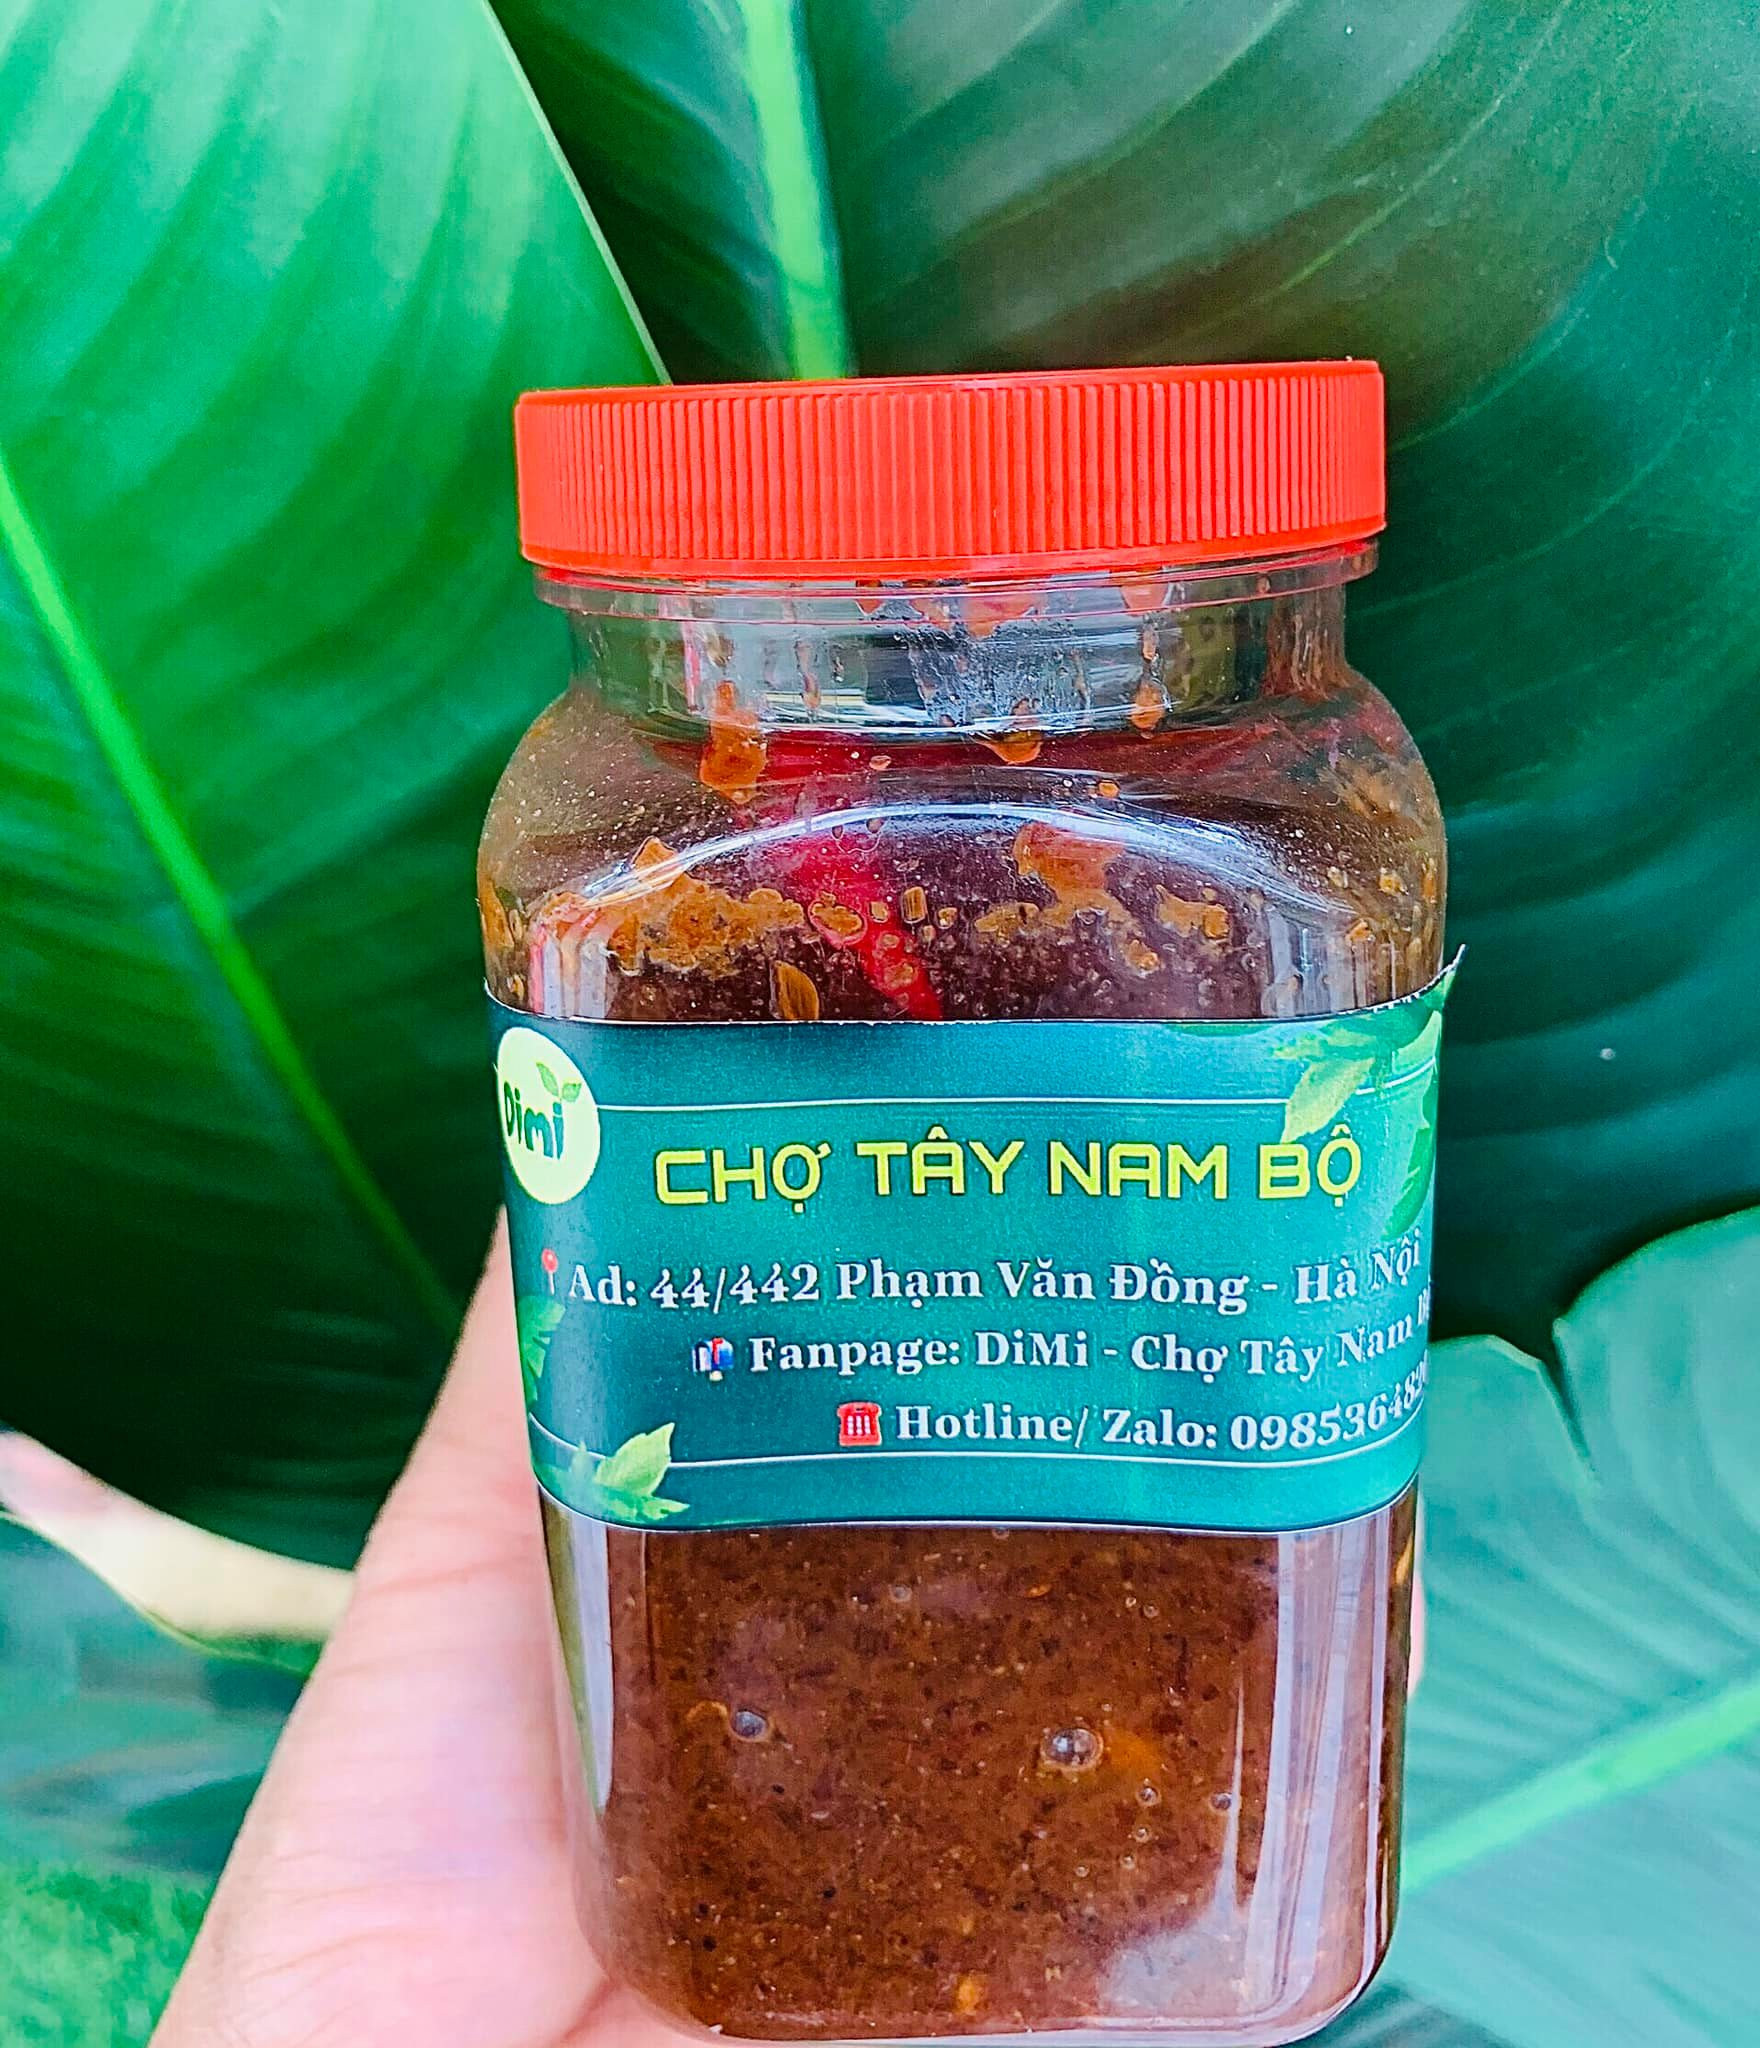 DiMi
CHỢ TÂY NAM BỘ
Ad: 44/442 Phạm Văn Đồng - Hà Nội
Fanpage: DiMi - Chợ Tây Nam
Hotline/ Zalo: